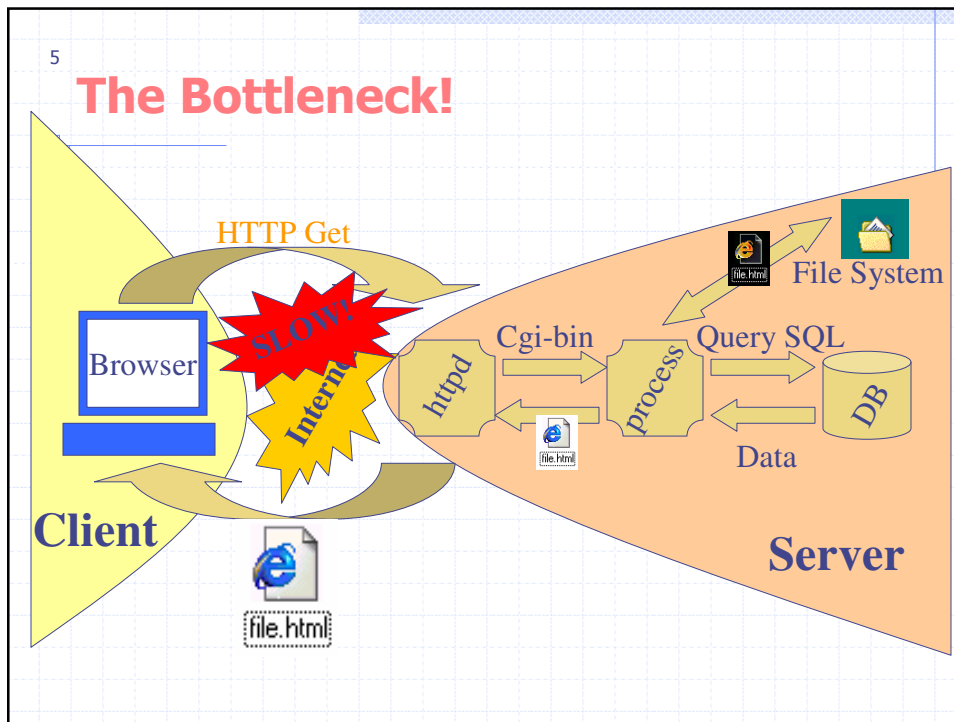 5
The Bottleneck!
HTTP Get
File System
file.html
SLOW!
Browser
Cgi-bin
Query SQL
httpd
process
DB
file.html
Data
Client
Server
file.html